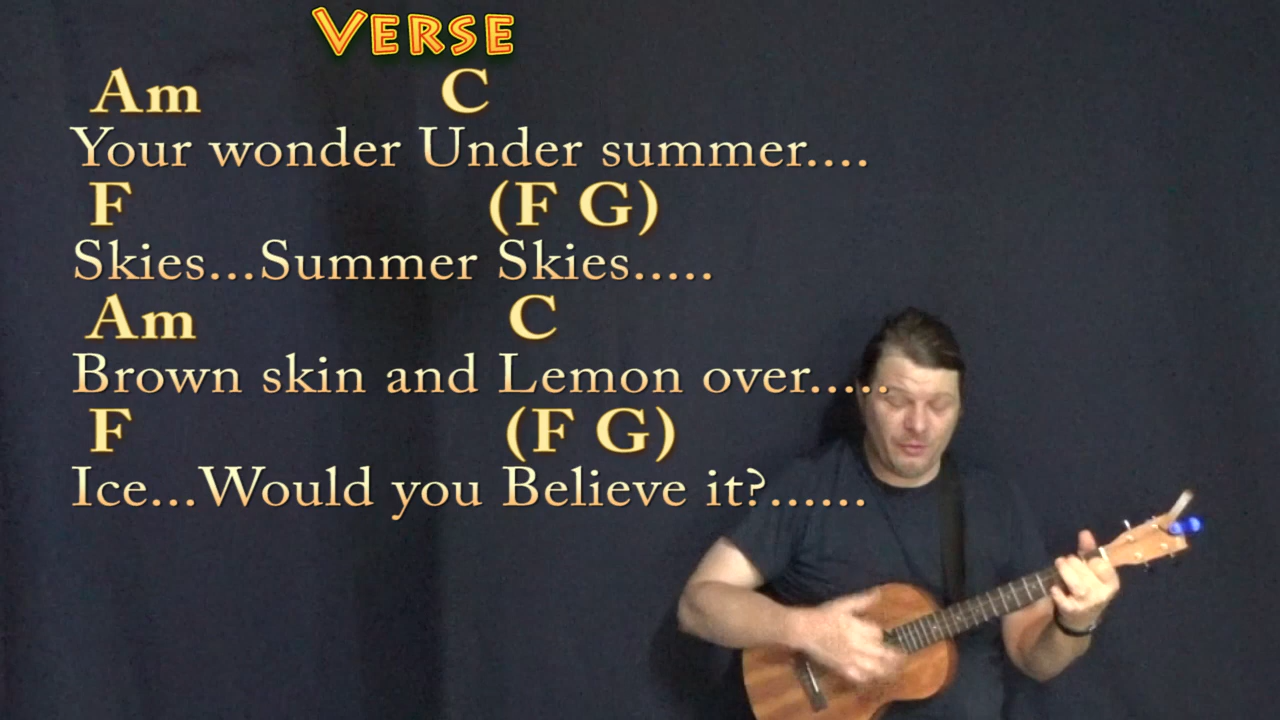 VERSE
Am C
Your wonder Under summer....
F (F G)
Skies...Summer Skies.....
Am C
Brown skin and Lemon over.....
F (F G)
Ice...Would you Believe it?......